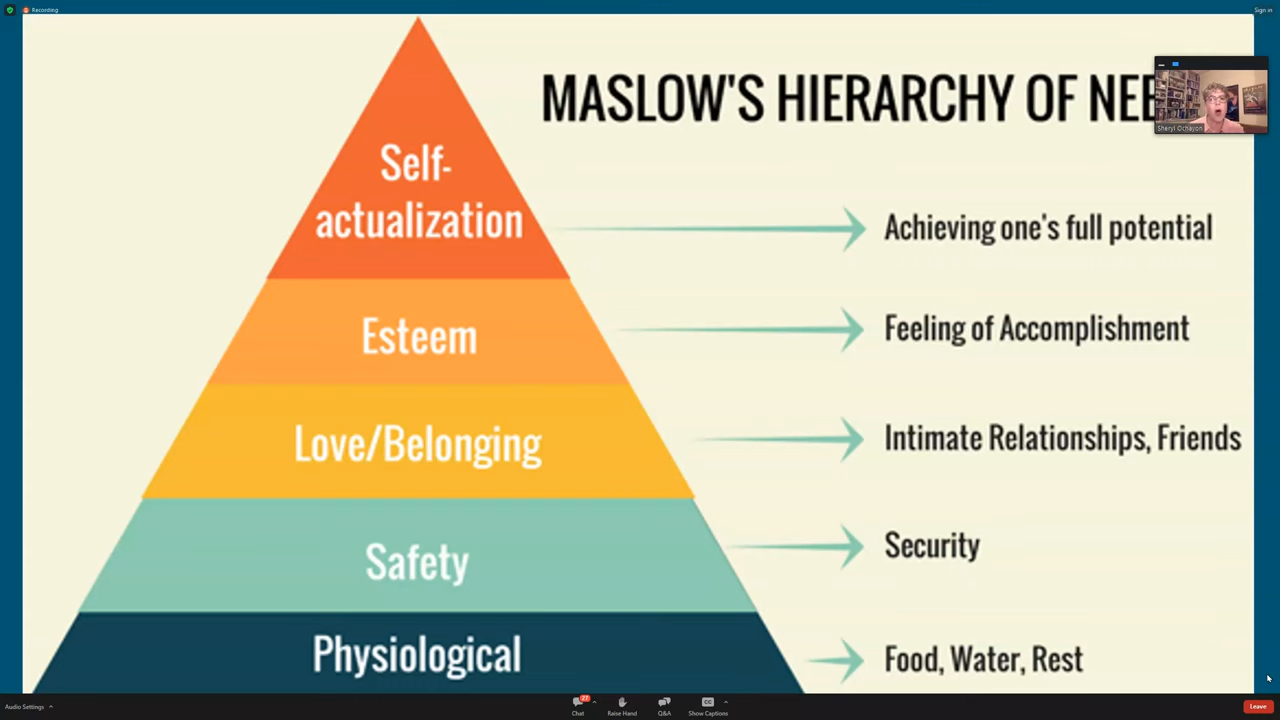 Recording
Sign in
MASLOW'S HIERARCHY OF NEE
Sheryl Ochayon
Self-
actualization
Achieving one's full potential
Esteem
Feeling of Accomplishment
Love/Belonging
Intimate Relationships, Friends
Safety
Security
Physiological
Food, Water, Rest
Audio Settings
27
Chat
Raise Hand
Q&A
CC
Show Captions
Leave